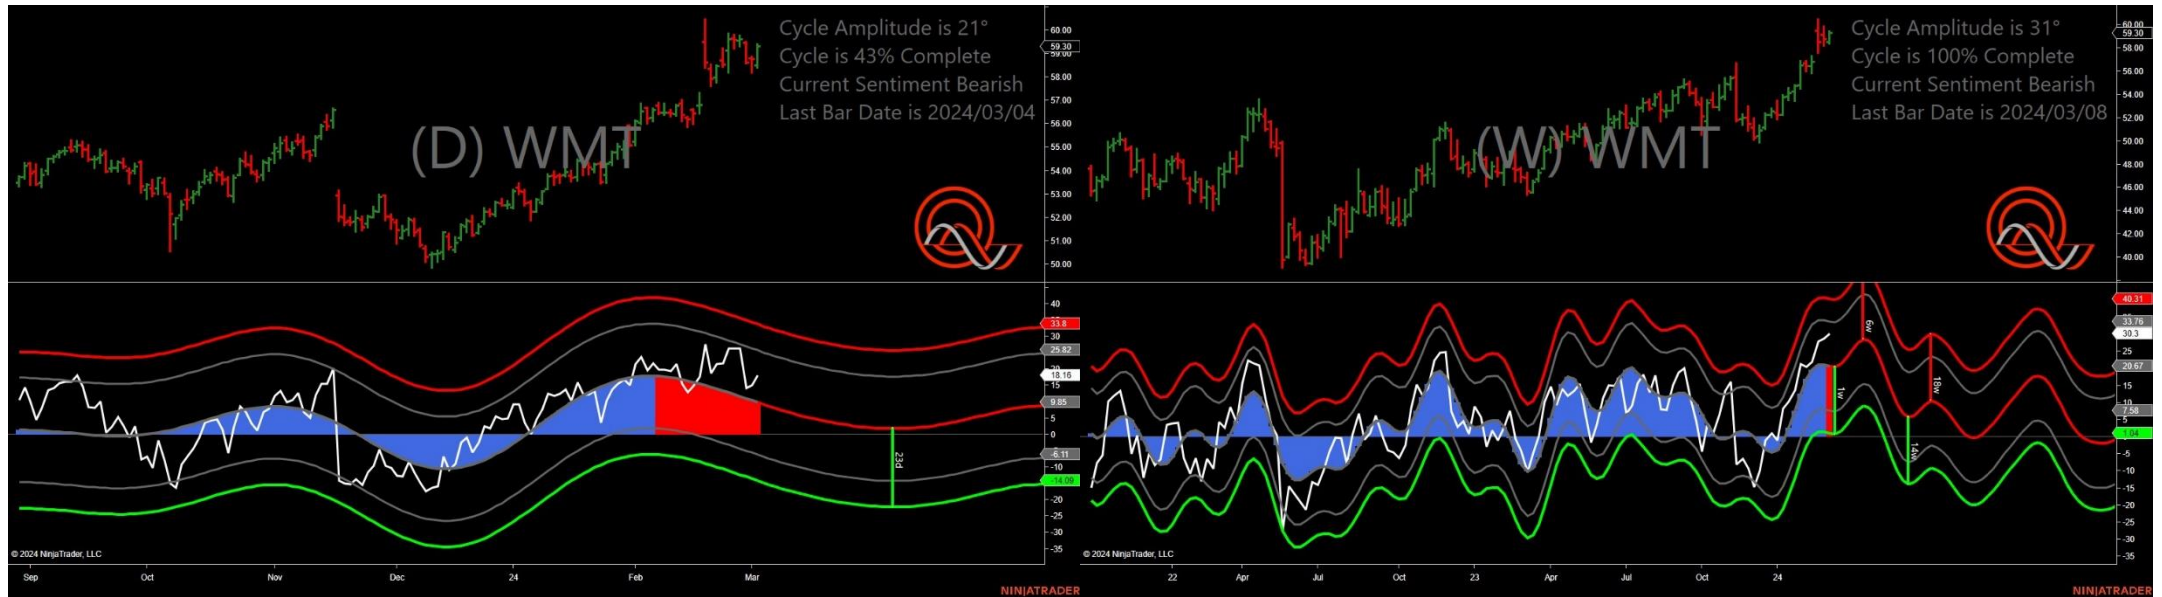 Cycle Amplitude is 21°
Cycle is 43% Complete
Current Sentiment Bearish
Last Bar Date is 2024/03/04
(D) WMT
60.00
59.30
59.00
58.00
57.00
56.00
55.00
54.00
53.00
52.00
51.00
50.00
40
33.8
30
25.82
18.16
15
9.85
5
0
-6.11
-10
-14.09
-20
-25
-30
-35
23d
© 2024 NinjaTrader, LLC
Sep Oct Nov Dec 24 Feb Mar
NINJATRADER
Cycle Amplitude is 31°
Cycle is 100% Complete
Current Sentiment Bearish
Last Bar Date is 2024/03/08
(W) WMT
60.00
59.30
58.00
56.00
54.00
52.00
50.00
48.00
46.00
44.00
42.00
40.00
40.31
33.76
30.3
25
20.67
15
7.58
5
1.04
-5
-10
-15
-20
-25
-30
-35
6w
1w
18w
14w
© 2024 NinjaTrader, LLC
22 Apr Jul Oct 23 Apr Jul Oct 24
NINJATRADER